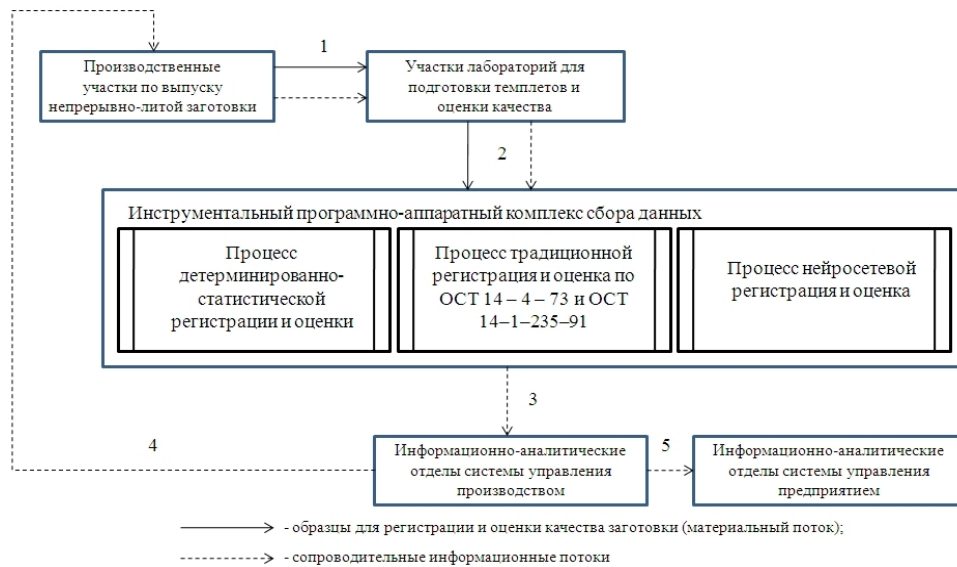 1
Производственные
участки по выпуску
непрерывно-литой заготовки
Участки лабораторий для
подготовки темплетов и
оценки качества
2
Инструментальный программно-аппаратный комплекс сбора данных
Процесс
детерминированно-
статистической
регистрации и оценки
Процесс традиционной
регистрация и оценка по
ОСТ 14 – 4 – 73 и ОСТ
14–1–235–91
Процесс нейросетевой
регистрация и оценка
3
4
Информационно-аналитические
отделы системы управления
производством
5
Информационно-аналитические
отделы системы управления
предприятием
- образцы для регистрации и оценки качества заготовки (материальный поток);
- сопроводительные информационные потоки